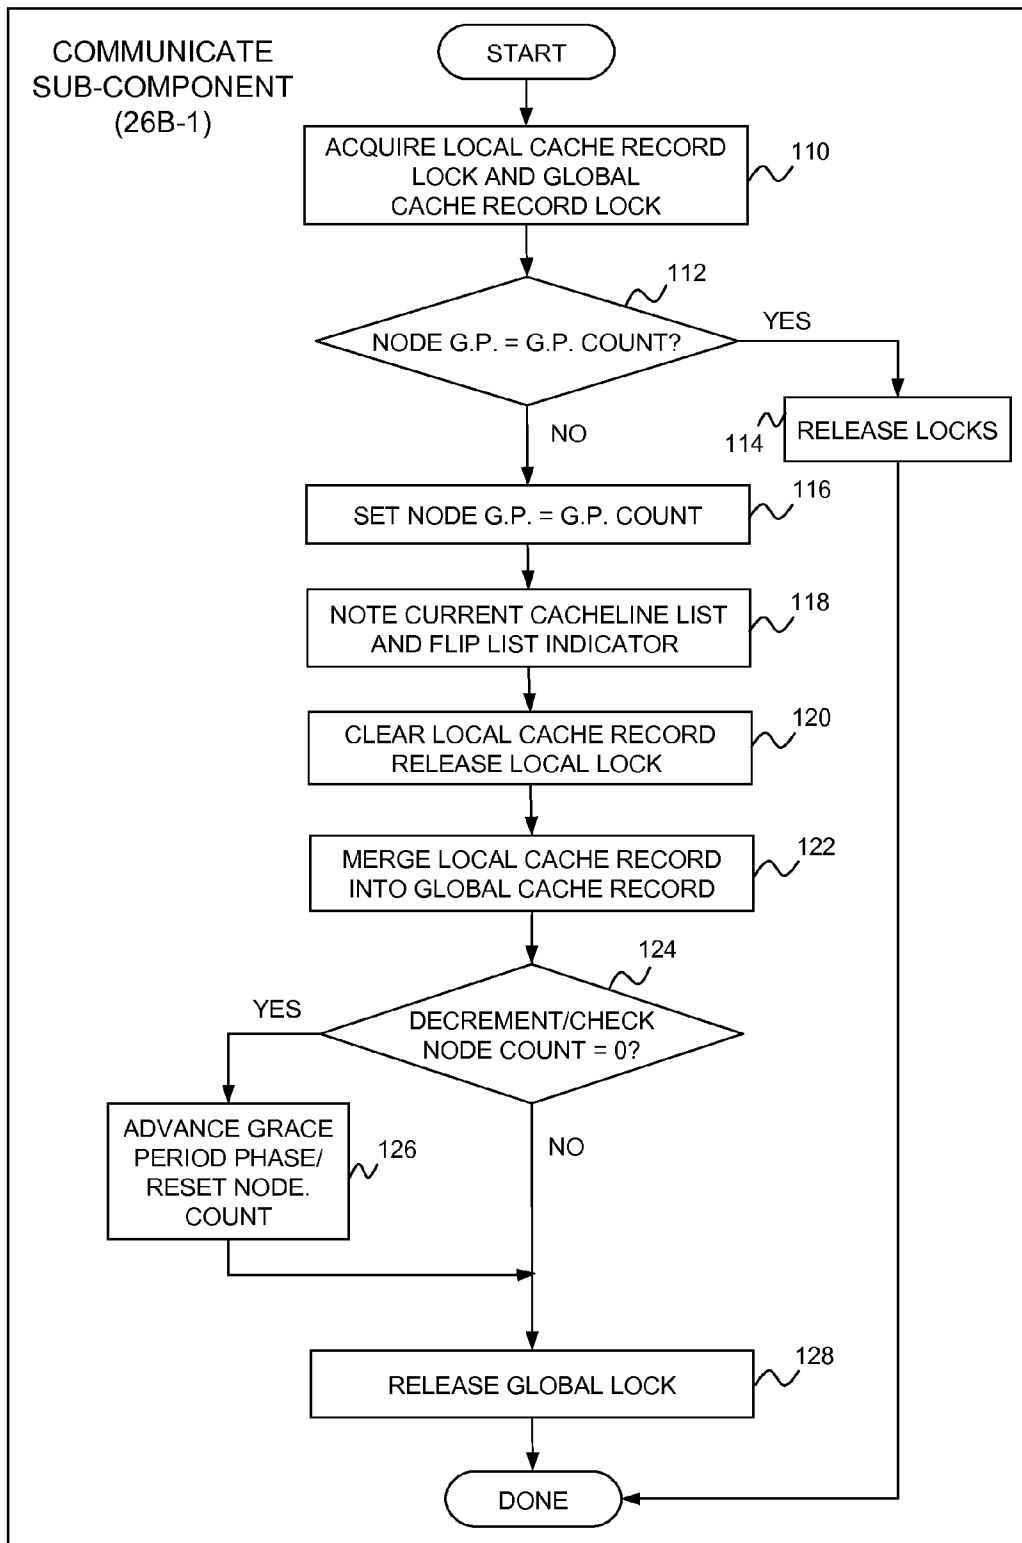 COMMUNICATE
SUB-COMPONENT
(26B-1)
START
ACQUIRE LOCAL CACHE RECORD
LOCK AND GLOBAL
CACHE RECORD LOCK
110
112
NODE G.P. = G.P. COUNT?
YES
NO
RELEASE LOCKS
114
116
SET NODE G.P. = G.P. COUNT
NOTE CURRENT CACHELINE LIST
AND FLIP LIST INDICATOR
118
CLEAR LOCAL CACHE RECORD
RELEASE LOCAL LOCK
120
MERGE LOCAL CACHE RECORD
INTO GLOBAL CACHE RECORD
122
124
YES
DECREMENT/CHECK
NODE COUNT = 0?
ADVANCE GRACE
PERIOD PHASE/
RESET NODE.
COUNT
126
NO
RELEASE GLOBAL LOCK
128
DONE